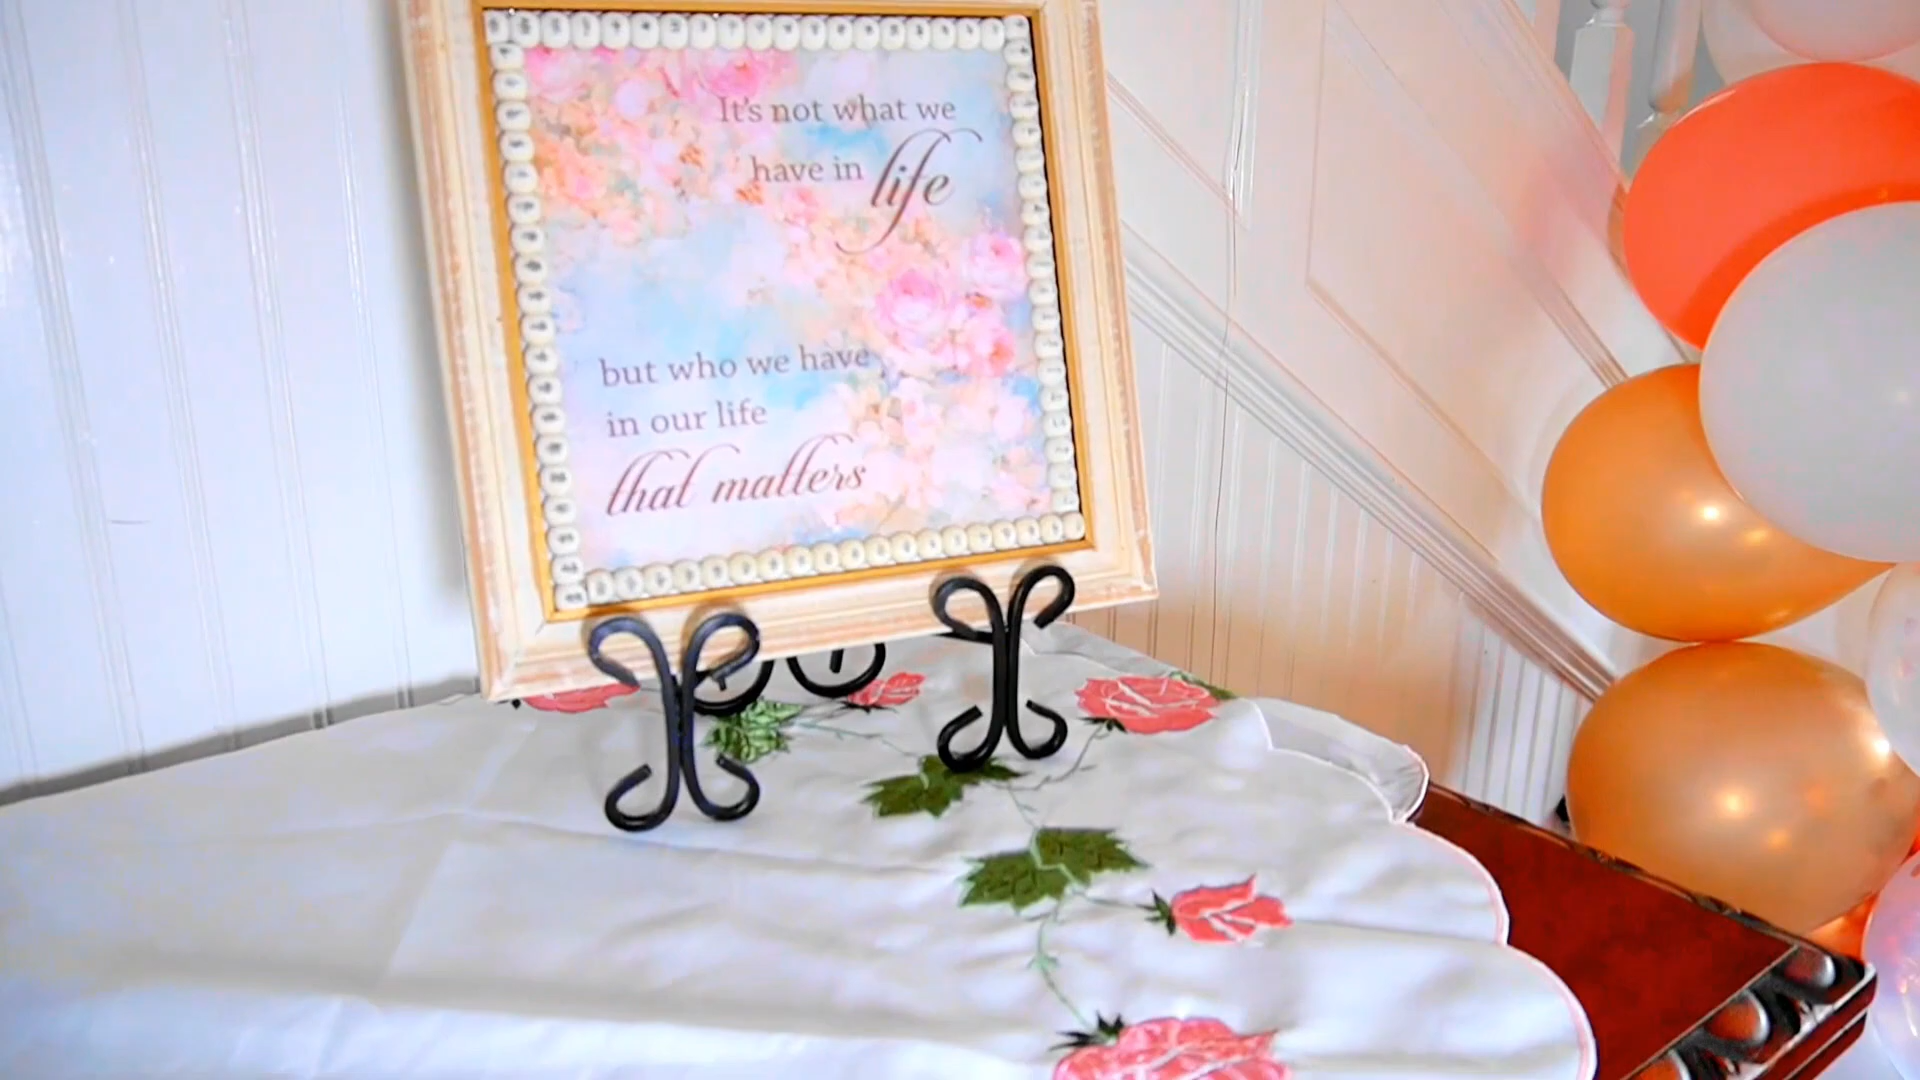 It's not what we
have in life
but who we have
in our life
that matters